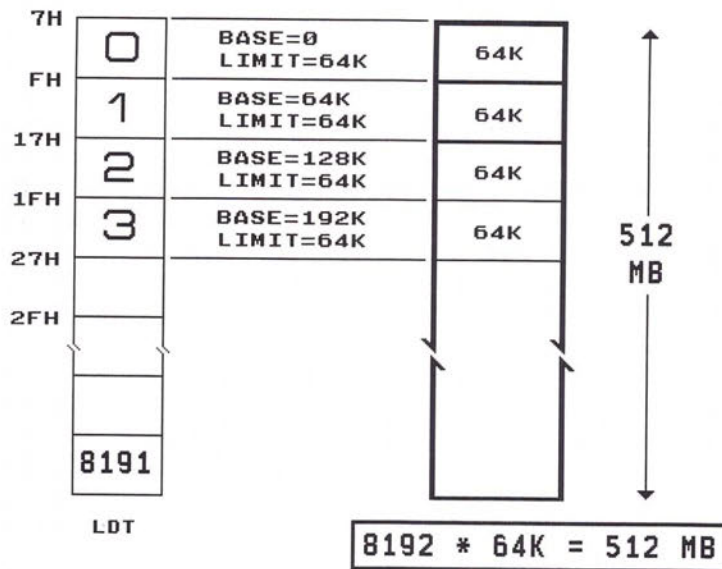 7H
0
BASE=0
LIMIT=64K
64K
FH
1
BASE=64K
LIMIT=64K
64K
17H
2
BASE=128K
LIMIT=64K
64K
1FH
3
BASE=192K
LIMIT=64K
64K
512
MB
27H
2FH
8191
LDT
8192 * 64K = 512 MB